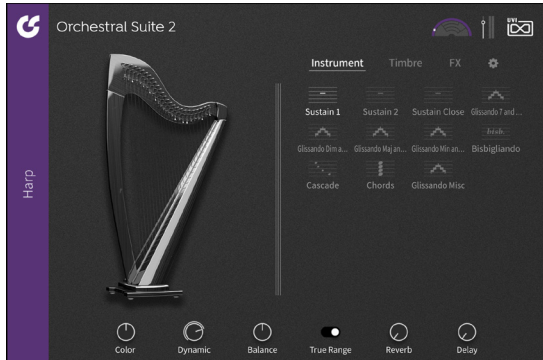 Orchestral Suite 2
UVI
Harp
Instrument Timbre FX
Sustain 1 Sustain 2 Sustain Close Glissando 7 and...
Glissando Dim a... Glissando Maj an... Glissando Min an... Bisbigliando
bisb.
Cascade Chords Glissando Misc
Color Dynamic Balance True Range Reverb Delay